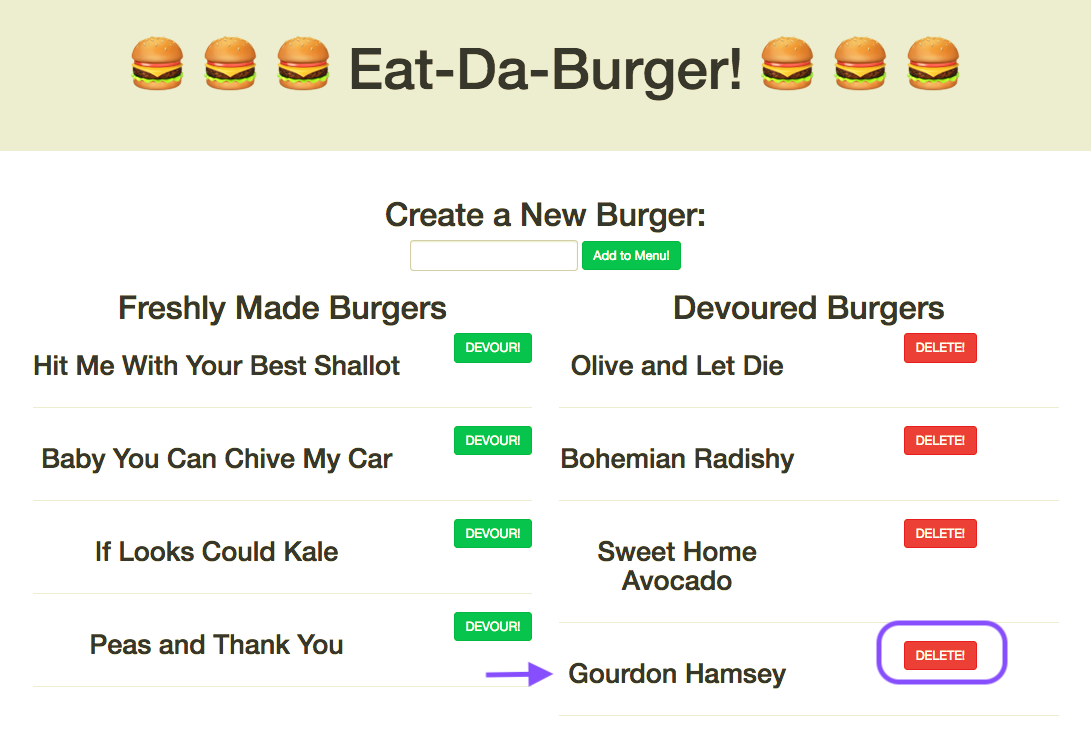 Eat-Da-Burger!
Create a New Burger:
Add to Menu!
Freshly Made Burgers
Hit Me With Your Best Shallot
DEVOUR!
Baby You Can Chive My Car
DEVOUR!
If Looks Could Kale
DEVOUR!
Peas and Thank You
DEVOUR!
Devoured Burgers
Olive and Let Die
DELETE!
Bohemian Radishy
DELETE!
Sweet Home
Avocado
DELETE!
Gourdon Hamsey
DELETE!